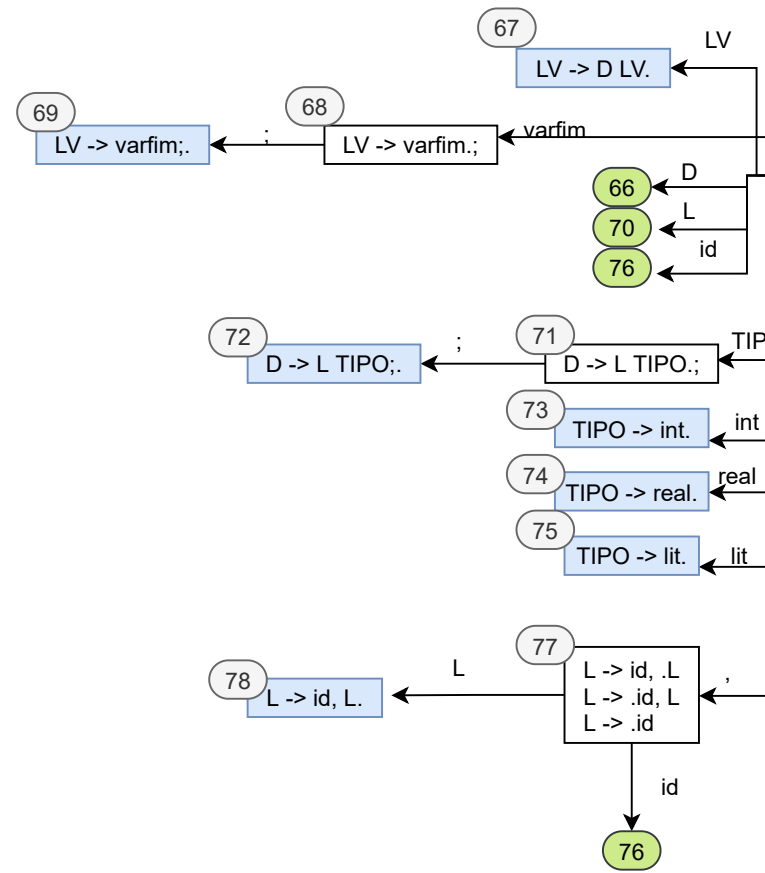 67
LV
LV -> D LV.
69
68
LV -> varfim;.
;
LV -> varfim.;
varfim
66
D
70
L
76
id
72
71
D -> L TIPO;.
;
D -> L TIPO.;
TIP
73
TIPO -> int.
int
74
TIPO -> real.
real
75
TIPO -> lit.
lit
77
78
L -> id, L.
L
L -> id, .L
L -> .id, L
L -> .id
,
id
76